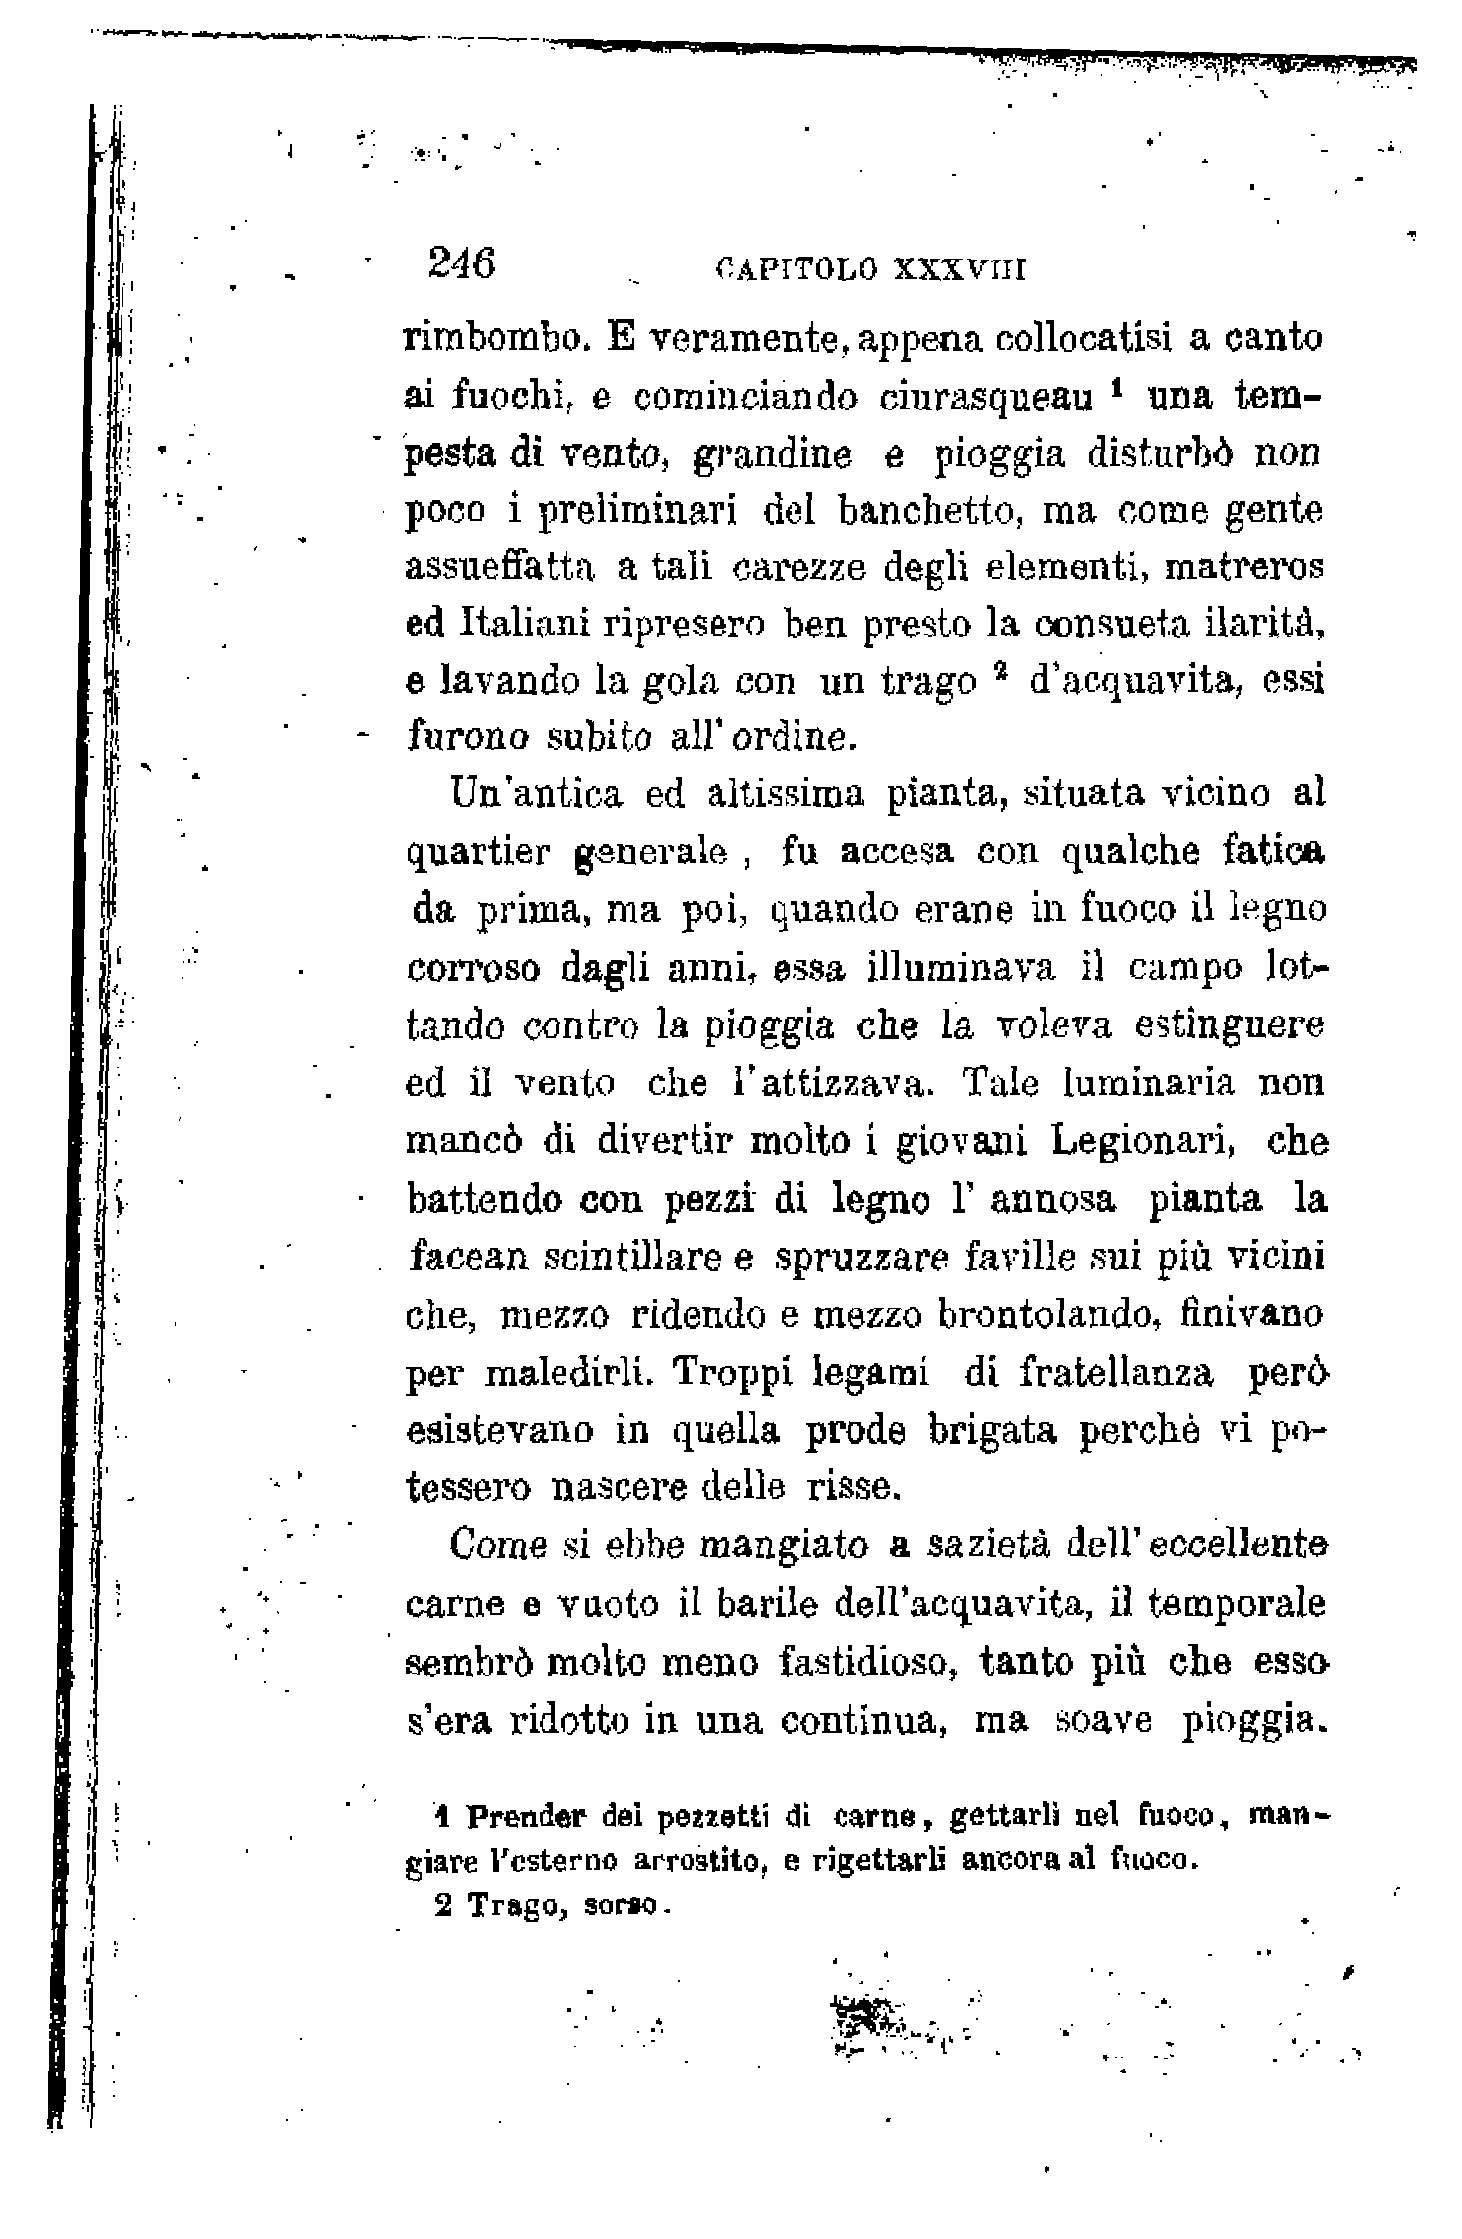 246 CAPITOLO XXXVIII
rimbombo. E veramente, appena collocatisi a canto
ai fuochi, e cominciando ciurasqueau 1 una tem-
pesta di vento, grandine e pioggia disturbò non
poco i preliminari del banchetto, ma come gente
assueffatta a tali carezze degli elementi, matreros
ed Italiani ripresero ben presto la consueta ilarità,
e lavando la gola con un trago 2 d'acquavita, essi
furono subito all' ordine.
Un'antica ed altissima pianta, situata vicino al
quartier generale , fu accesa con qualche fatica
da prima, ma poi, quando erane in fuoco il legno
corroso dagli anni, essa illuminava il campo lot-
tando contro la pioggia che la voleva estinguere
ed il vento che l'attizzava. Tale luminaria non
mancò di divertir molto i giovani Legionari, che
battendo con pezzi di legno l' annosa pianta la
facean scintillare e spruzzare faville sui più vicini
che, mezzo ridendo e mezzo brontolando, finivano
per maledirli. Troppi legami di fratellanza però
esistevano in quella prode brigata perchè vi po-
tessero nascere delle risse.
Come si ebbe mangiato a sazietà dell' eccellente
carne e vuoto il barile dell'acquavita, il temporale
sembrò molto meno fastidioso, tanto più che esso
s'era ridotto in una continua, ma soave pioggia.
1 Prender dei pezzetti di carne, gettarli nel fuoco, man-
giare l'esterno arrostito, e rigettarli ancora al fuoco.
2 Trago, sorso.